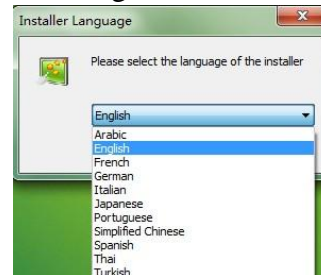 Installer Language
Please select the language of the installer
English
Arabic
English
French
German
Italian
Japanese
Portuguese
Simplified Chinese
Spanish
Thai
Turkish